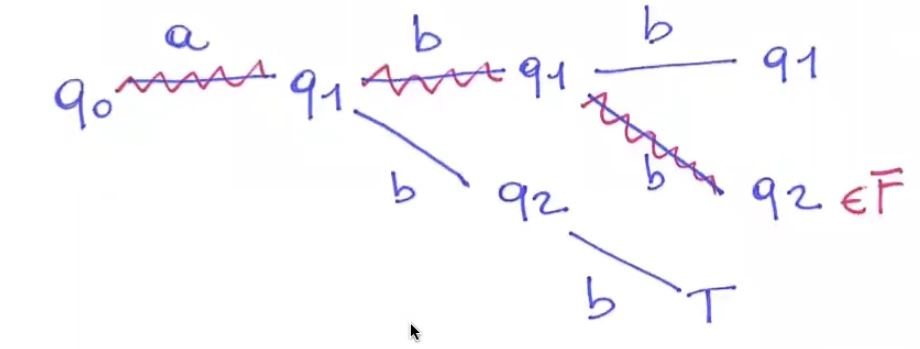 a b b
q0 q1 q1 q1
b b q2 ∈ F
q2
b T